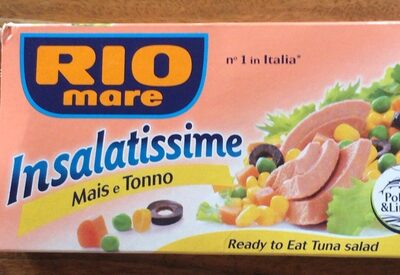 RIO
mare
n° 1 in Italia*
Insalatissime
Mais e Tonno
Ready to Eat Tuna salad